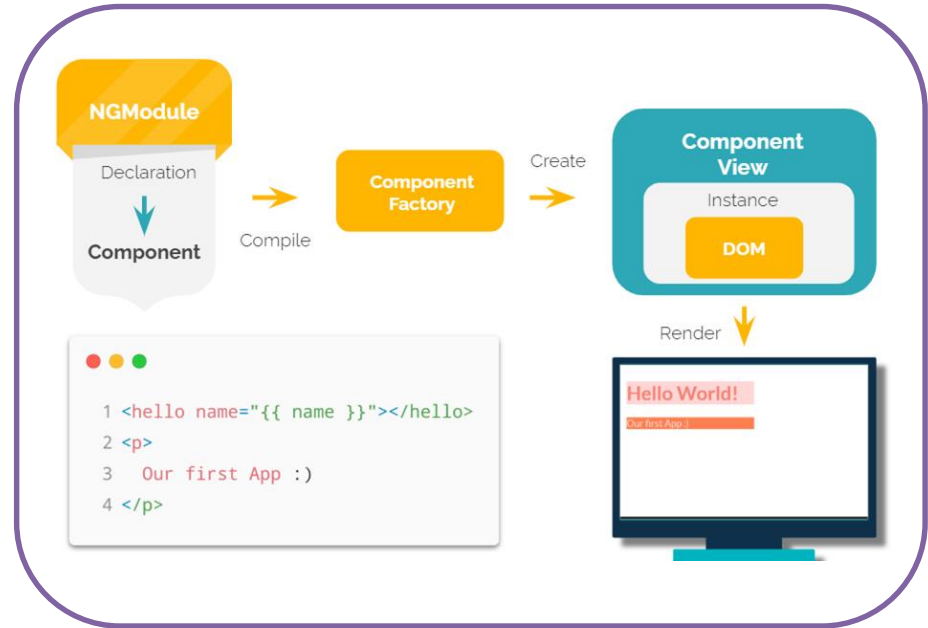 NGModule
Declaration
Component
Compile
Component
Factory
Create
Component
View
Instance
DOM
Render
1 <hello name="{{ name }}"></hello>
2 <p>
3 Our first App :)
4 </p>
Hello World!
Our first App :)